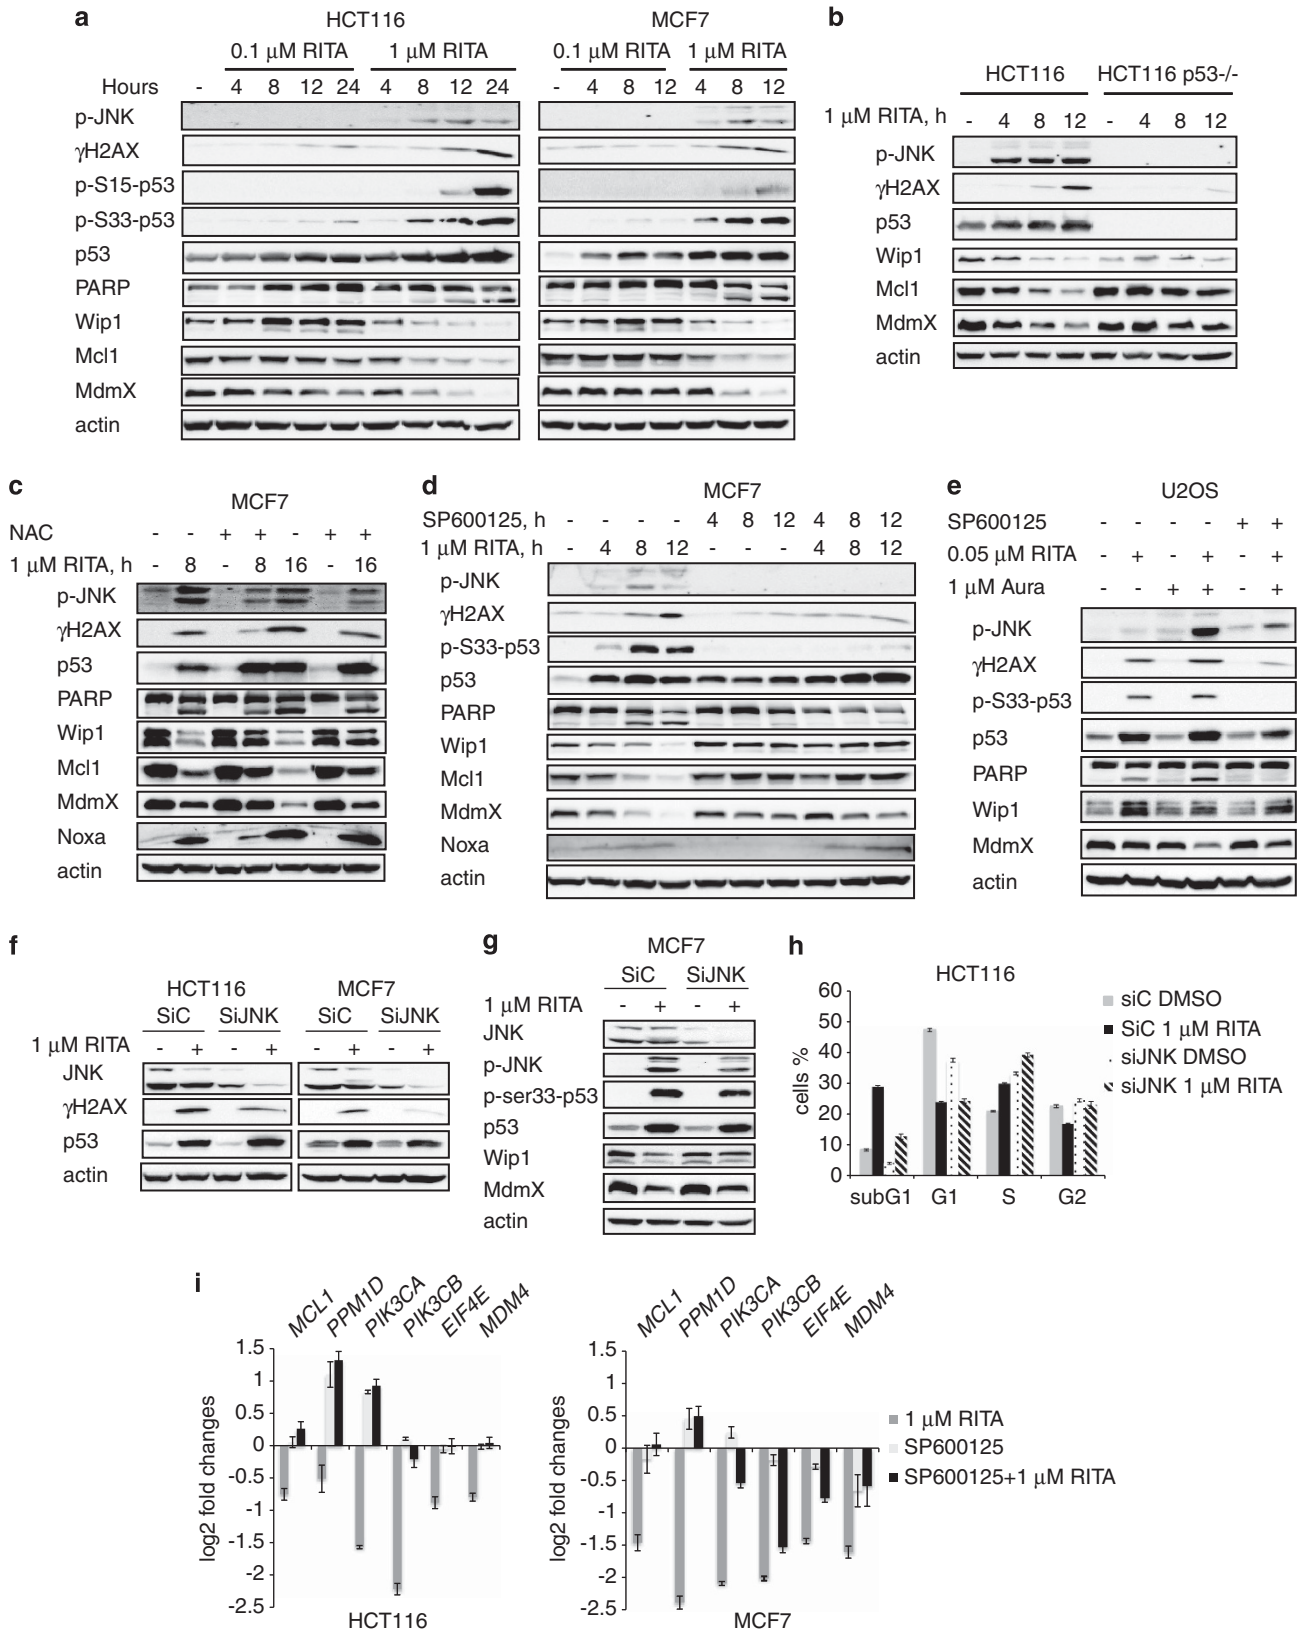 a
HCT116
MCF7
0.1 µM RITA
1 µM RITA
0.1 µM RITA
1 µM RITA
Hours - 4 8 12 24 4 8 12 24 - 4 8 12 4 8 12
p-JNK
γH2AX
p-S15-p53
p-S33-p53
p53
PARP
Wip1
Mcl1
MdmX
actin
b
HCT116 HCT116 p53-/-
1 µM RITA, h - 4 8 12 - 4 8 12
p-JNK
γH2AX
p53
Wip1
Mcl1
MdmX
actin
c
MCF7
NAC - - + + - + +
1 µM RITA, h - 8 - 8 16 - 16
p-JNK
γH2AX
p53
PARP
Wip1
Mcl1
MdmX
Noxa
actin
d
MCF7
SP600125, h - - - - 4 8 12 4 8 12
1 µM RITA, h - 4 8 12 - - - 4 8 12
p-JNK
γH2AX
p-S33-p53
p53
PARP
Wip1
Mcl1
MdmX
Noxa
actin
e
U2OS
SP600125 - - - - + +
0.05 µM RITA - + - + - +
1 µM Aura - - + + - +
p-JNK
γH2AX
p-S33-p53
p53
PARP
Wip1
MdmX
actin
f
HCT116 MCF7
SiC SiJNK SiC SiJNK
1 µM RITA - + - + - + - +
JNK
γH2AX
p53
actin
g
MCF7
SiC SiJNK
1 µM RITA - + - +
JNK
p-JNK
p-ser33-p53
p53
Wip1
MdmX
actin
h
HCT116
cells %
60
50
40
30
20
10
0
subG1 G1 S G2
siC DMSO
SiC 1 µM RITA
siJNK DMSO
siJNK 1 µM RITA
i
MCL1 PPM1D PIK3CA PIK3CB EIF4E MDM4
log2 fold changes
1.5
1
0.5
0
-0.5
-1
-1.5
-2
-2.5
HCT116
MCL1 PPM1D PIK3CA PIK3CB EIF4E MDM4
log2 fold changes
1.5
1
0.5
0
-0.5
-1
-1.5
-2
-2.5
MCF7
1 µM RITA
SP600125
SP600125+1 µM RITA